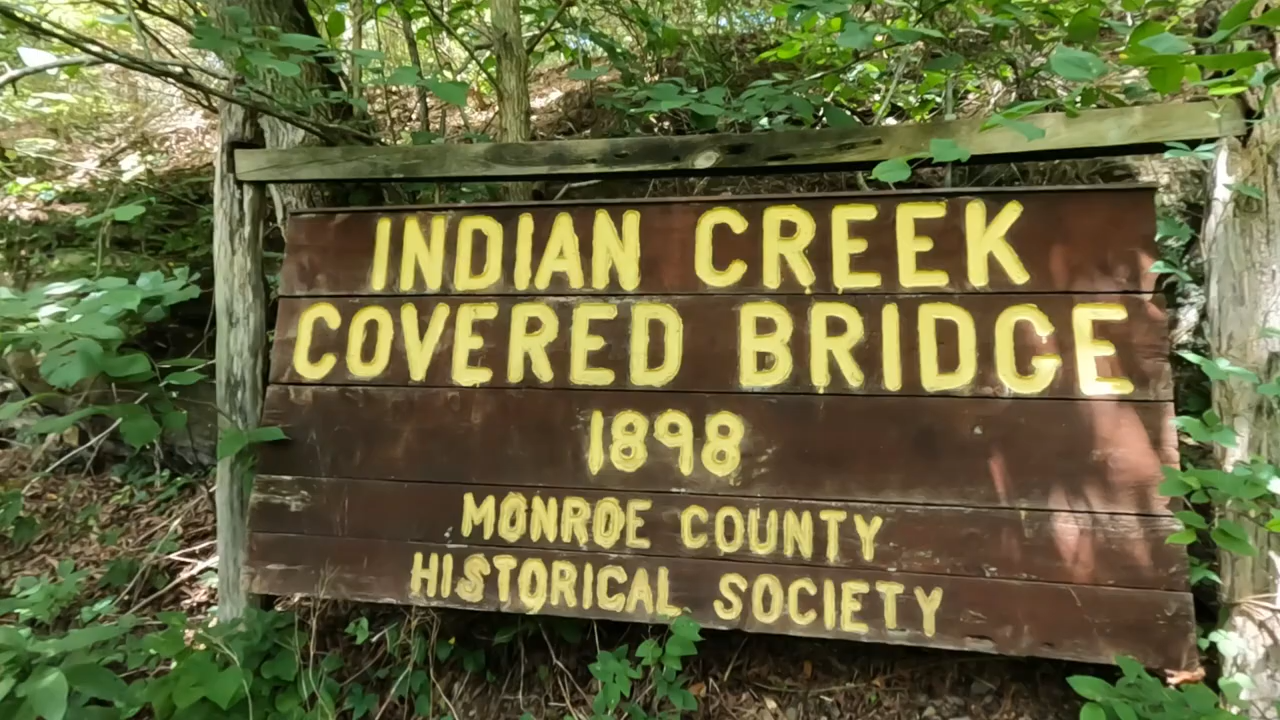 INDIAN CREEK
COVERED BRIDGE
1898
MONROE COUNTY
HISTORICAL SOCIETY